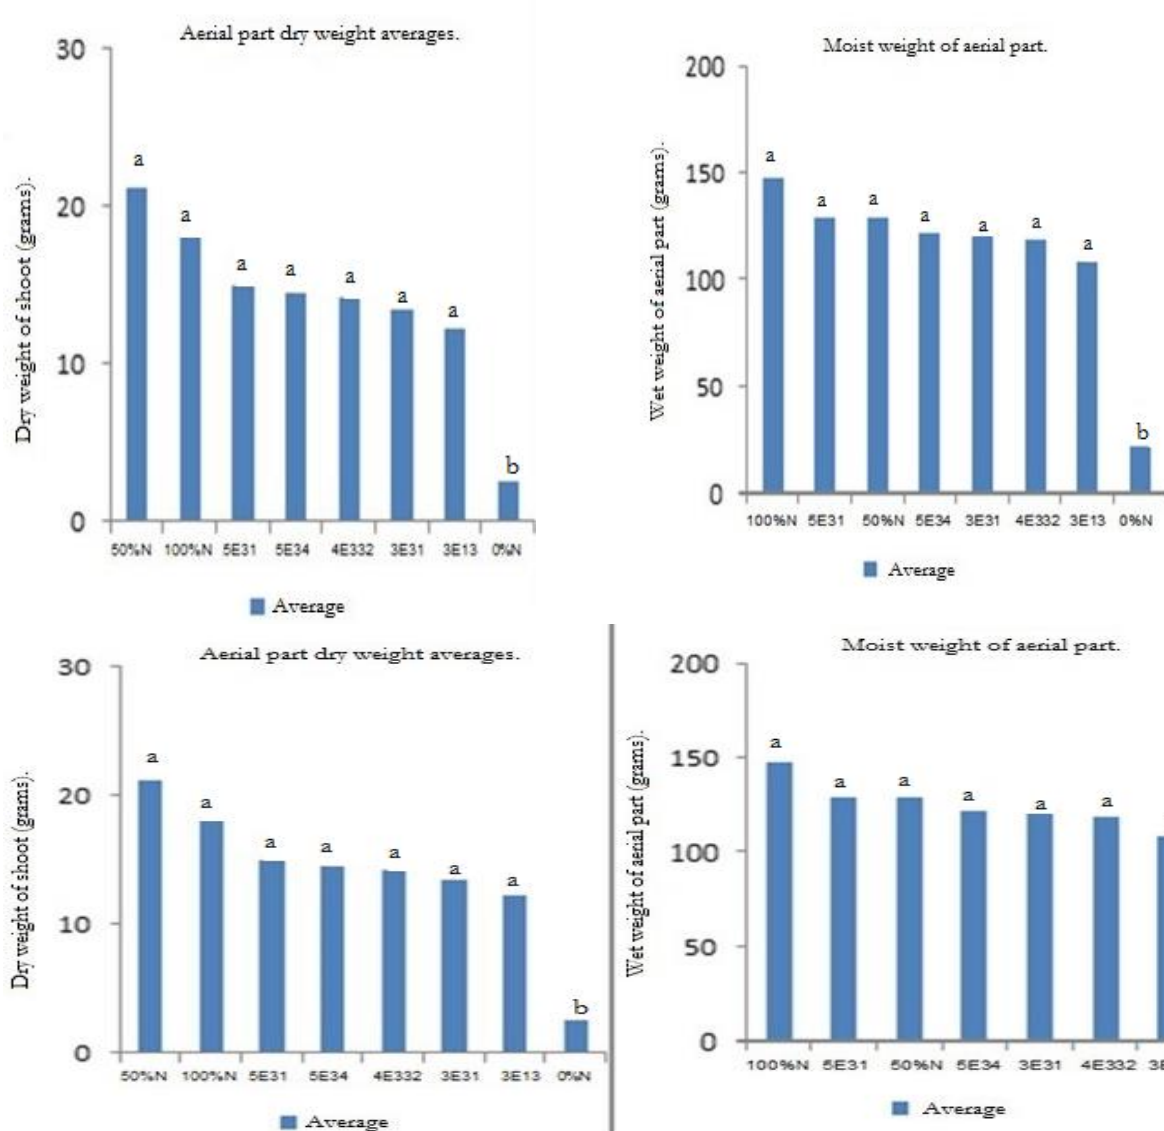 Aerial part dry weight averages.
Dry weight of shoot (grams).
30
20
10
0
a a a a a a a b
50%N 100%N 5E31 5E34 4E332 3E31 3E13 0%N
Average
Moist weight of aerial part.
Wet weight of aerial part (grams).
200
150
100
50
0
a a a a a a a b
100%N 5E31 50%N 5E34 3E31 4E332 3E13 0%N
Average
Aerial part dry weight averages.
Dry weight of shoot (grams).
30
20
10
0
a a a a a a a b
50%N 100%N 5E31 5E34 4E332 3E31 3E13 0%N
Average
Moist weight of aerial part.
Wet weight of aerial part (grams).
200
150
100
50
0
a a a a a a
100%N 5E31 50%N 5E34 3E31 4E332
Average